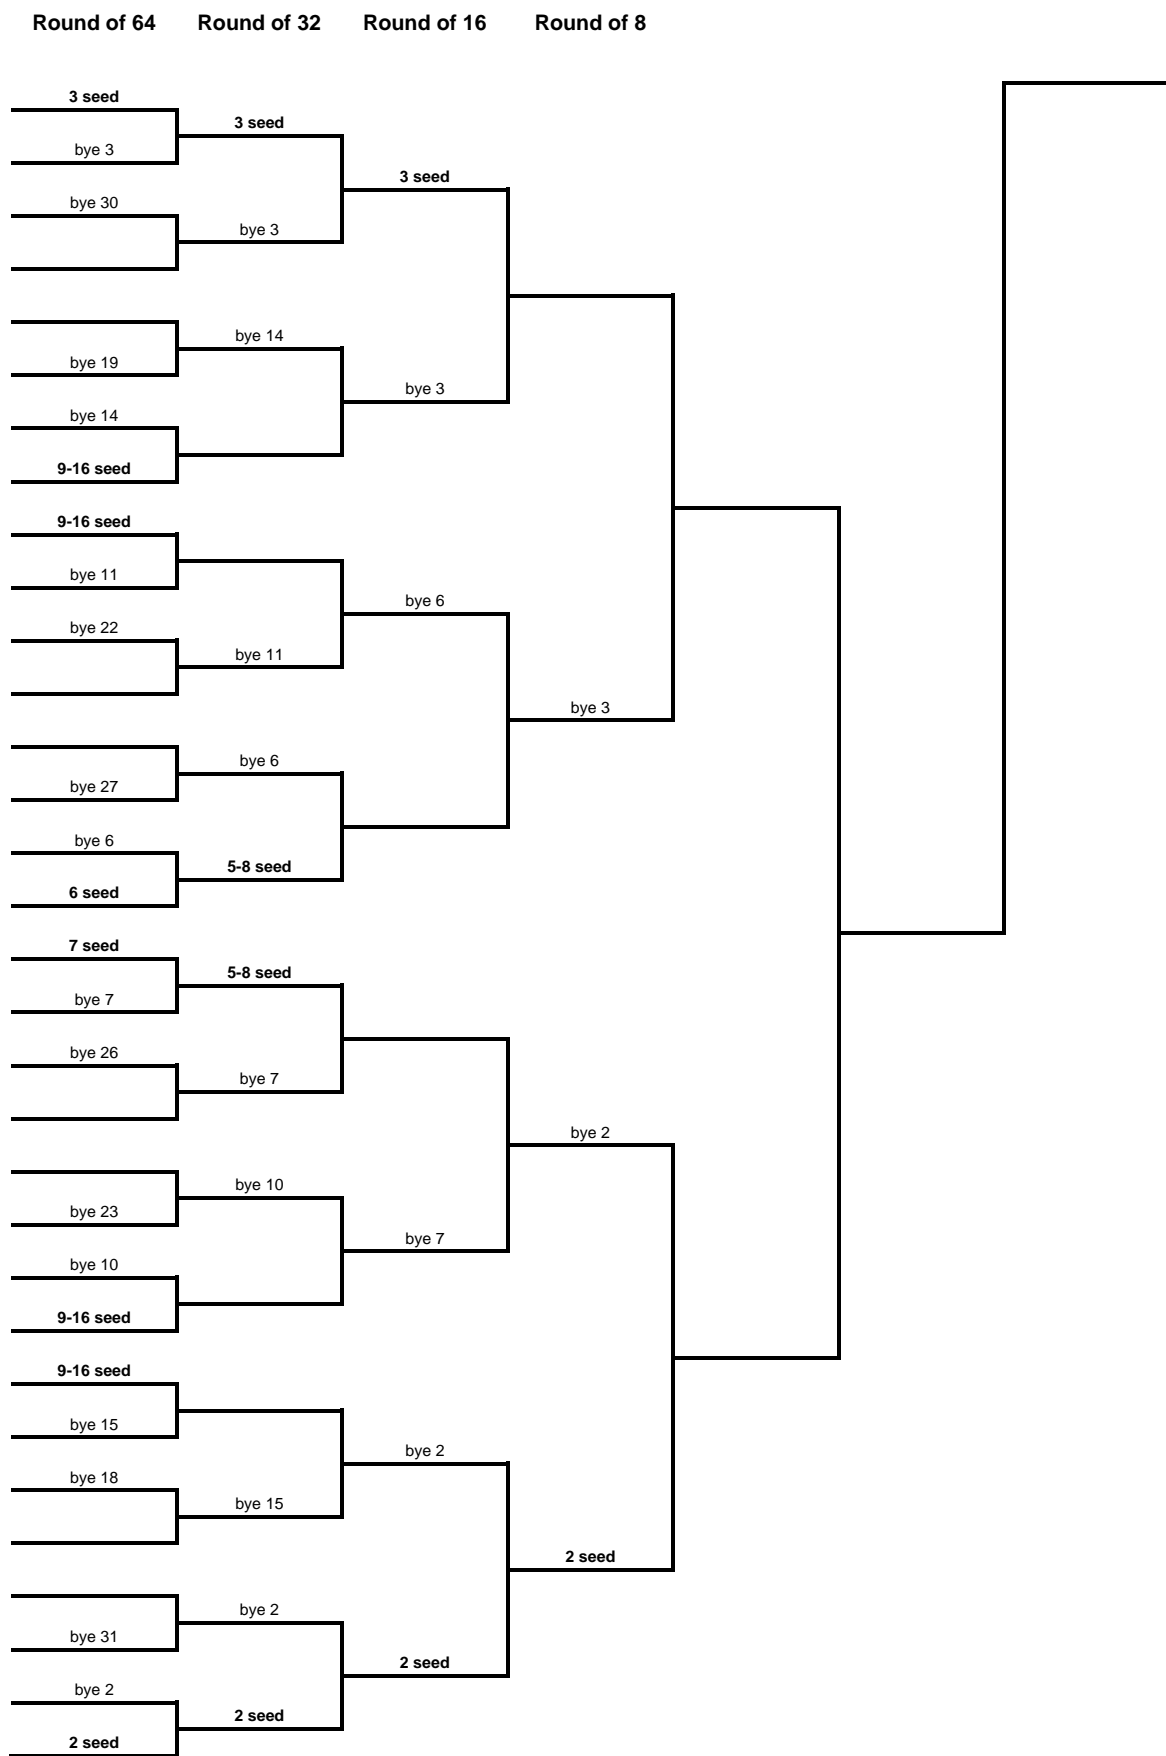 Round of 64 Round of 32 Round of 16 Round of 8
3 seed
3 seed
bye 3
3 seed
bye 30
bye 3
bye 14
bye 19
bye 3
bye 14
9-16 seed
9-16 seed
bye 11
bye 6
bye 22
bye 11
bye 3
bye 6
bye 27
bye 6
5-8 seed
6 seed
7 seed
5-8 seed
bye 7
bye 26
bye 7
bye 2
bye 10
bye 23
bye 7
bye 10
9-16 seed
9-16 seed
bye 15
bye 2
bye 18
bye 15
2 seed
bye 2
bye 31
2 seed
bye 2
2 seed
2 seed